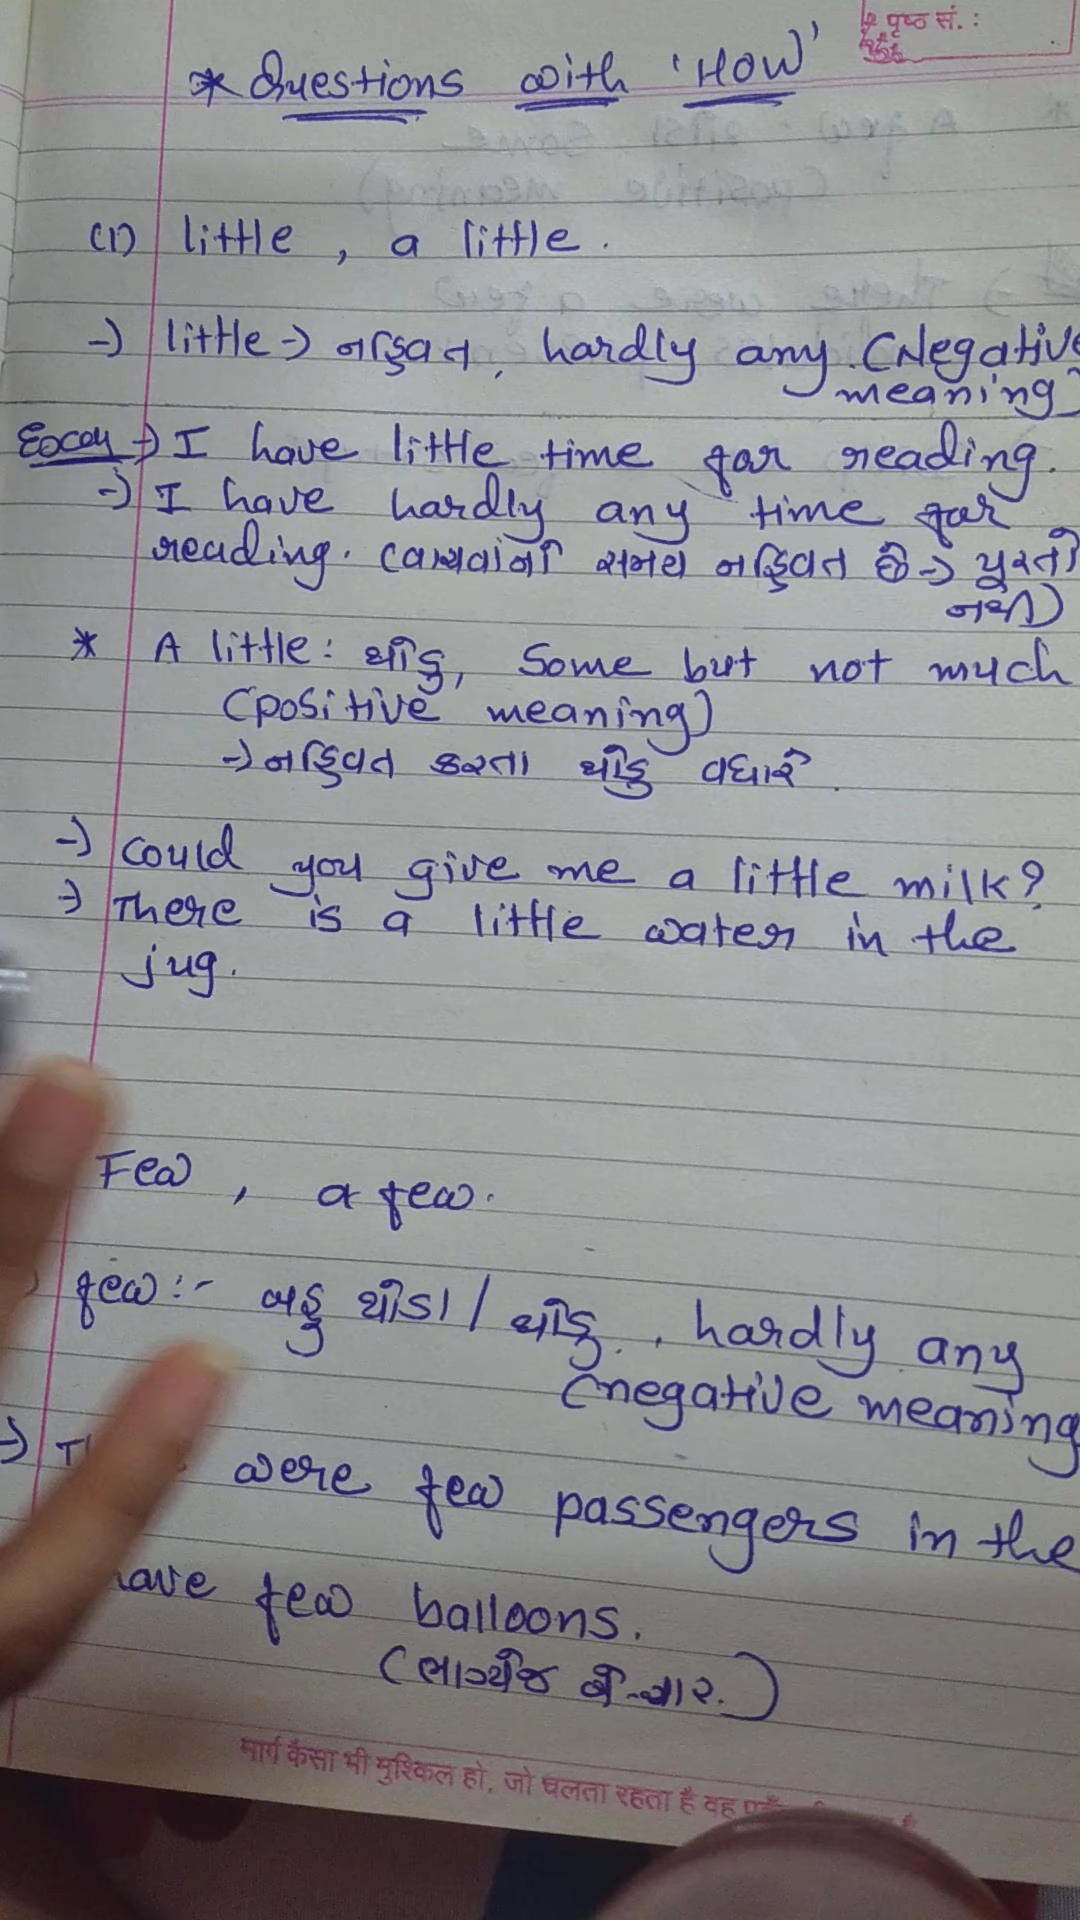 पृष्ठ सं. :
* Questions with 'HOW'
(1) little , a little .
→ little → નહિવત, hardly any. (Negative
meaning)
Exam → I have little time for reading.
→ I have hardly any time for
reading. (વાંચવાનો સમય નહિવત છે → પૂરતો
નથી)
* A little : થોડુ, Some but not much
(positive meaning)
→ નહિવત કરતા થોડુ વધારે .
→ Could you give me a little milk?
→ There is a little water in the
jug.
Few , a few.
few :- બહુ થોડા / થોડુ , hardly any
(negative meaning
→ were few passengers in the
have few balloons.
(ભાગ્યેજ બે-ચાર.)
मार्ग कैसा भी मुश्किल हो, जो चलता रहता है वह